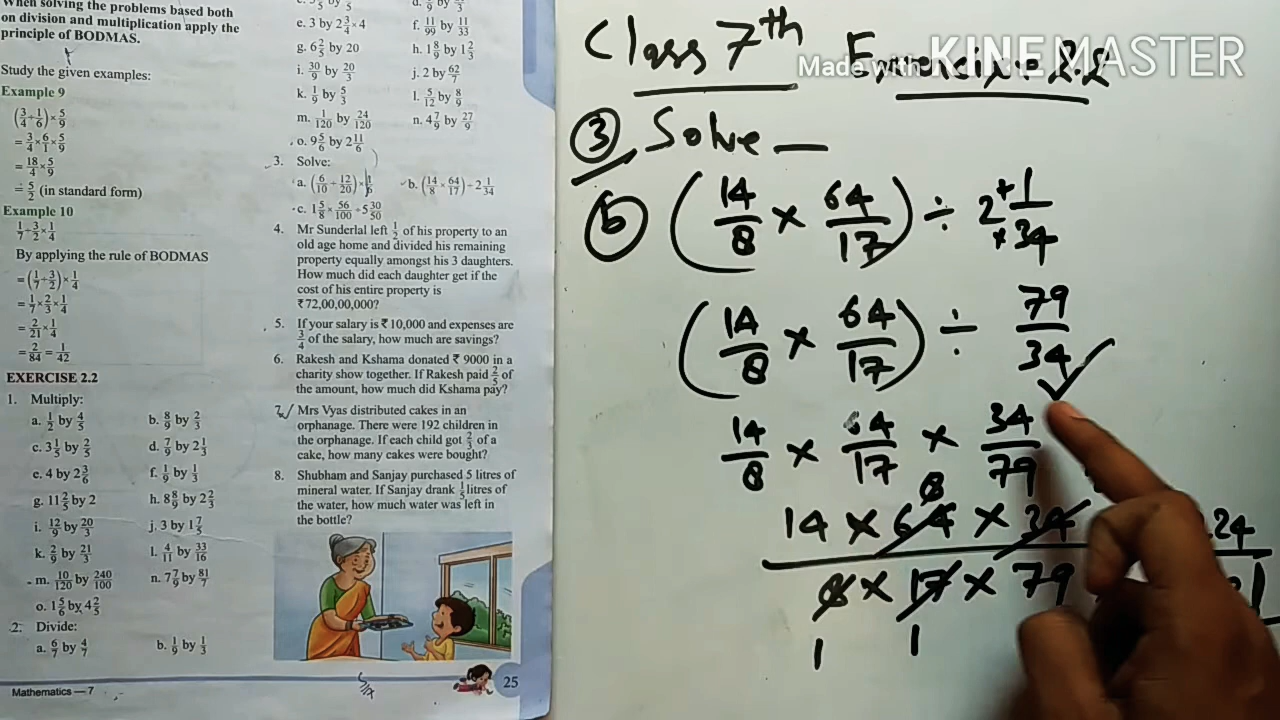 When solving the problems based both
on division and multiplication apply the
principle of BODMAS.
Study the given examples:
Example 9
(3/4 ÷ 1/6) × 5/9
= 3/4 × 6/1 × 5/9
= 18/4 × 5/9
= 5/2 (in standard form)
Example 10
1/7 ÷ 3/2 × 1/4
By applying the rule of BODMAS
= (1/7 ÷ 3/2) × 1/4
= 1/7 × 2/3 × 1/4
= 2/21 × 1/4
= 2/84 = 1/42
EXERCISE 2.2
1. Multiply:
a. 1/2 by 4/5 b. 8/9 by 2/3
c. 3 1/5 by 2/5 d. 7/9 by 2 1/3
e. 4 by 2 3/6 f. 1/9 by 1/3
g. 11 2/5 by 2 h. 8 8/9 by 2 2/3
i. 12/9 by 20/3 j. 3 by 1 7/5
k. 2/9 by 21/3 l. 4/11 by 33/16
m. 10/120 by 240/100 n. 7 7/9 by 81/7
o. 1 5/6 by 4 2/5
2. Divide:
a. 6/7 by 4/7 b. 1/9 by 1/3
Mathematics — 7
e. 3 by 2 3/4 × 4 f. 11/99 by 11/33
g. 6 2/5 by 20 h. 1 8/9 by 1 2/3
i. 30/9 by 20/3 j. 2 by 62/7
k. 1/9 by 5/3 l. 5/12 by 8/9
m. 1/120 by 24/120 n. 4 7/9 by 27/9
o. 9 5/6 by 2 11/6
3. Solve:
a. (6/10 ÷ 12/20) × 1/6 b. (14/8 × 64/17) ÷ 2 1/34
c. 1 5/8 × 56/100 ÷ 5 30/50
4. Mr Sunderlal left 1/2 of his property to an
old age home and divided his remaining
property equally amongst his 3 daughters.
How much did each daughter get if the
cost of his entire property is
₹72,00,00,000?
5. If your salary is ₹10,000 and expenses are
3/4 of the salary, how much are savings?
6. Rakesh and Kshama donated ₹ 9000 in a
charity show together. If Rakesh paid 2/5 of
the amount, how much did Kshama pay?
7. Mrs Vyas distributed cakes in an
orphanage. There were 192 children in
the orphanage. If each child got 2/3 of a
cake, how many cakes were bought?
8. Shubham and Sanjay purchased 5 litres of
mineral water. If Sanjay drank 1/5 litres of
the water, how much water was left in
the bottle?
25
Class 7th Exercise:- 2.2
Made with KINEMASTER
③ Solve —
(b) (14/8 × 64/17) ÷ 2 + 1/× 34
(14/8 × 64/17) ÷ 79/34
14/8 × 64/17 × 34/79
8
14 × 64 × 34 24
8 × 17 × 79
1 1